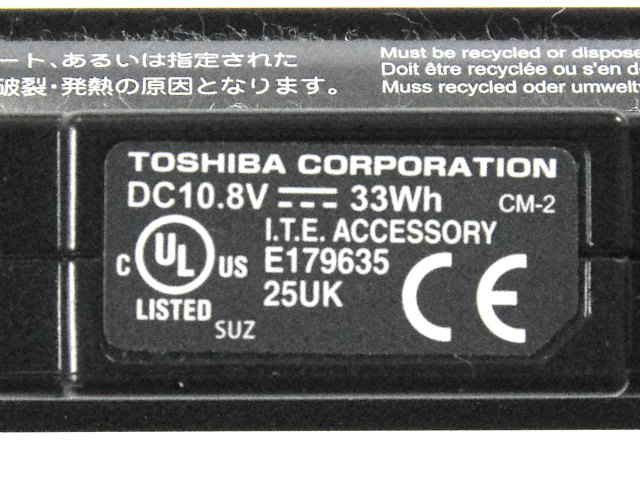 ート、あるいは指定された
破裂・発熱の原因となります。
Must be recycled or
Doit être recyclée ou s'en
Muss recycled oder
TOSHIBA CORPORATION
DC10.8V ⎓ 33Wh CM-2
I.T.E. ACCESSORY
C UL US E179635
LISTED 25UK
SUZ
CE